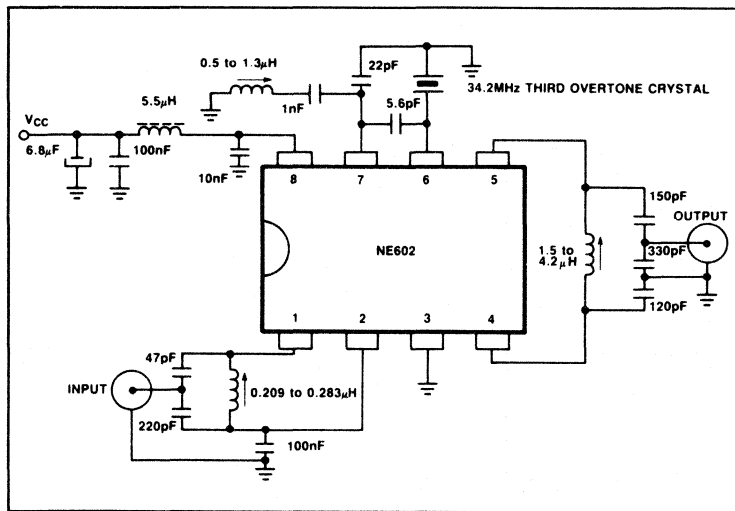 0.5 to 1.3μH
22pF
34.2MHz THIRD OVERTONE CRYSTAL
1nF
5.6pF
5.5μH
VCC
6.8μF
100nF
10nF
8
7
6
5
150pF
OUTPUT
NE602
1.5 to
4.2μH
330pF
120pF
1
2
3
4
47pF
INPUT
0.209 to 0.283μH
220pF
100nF